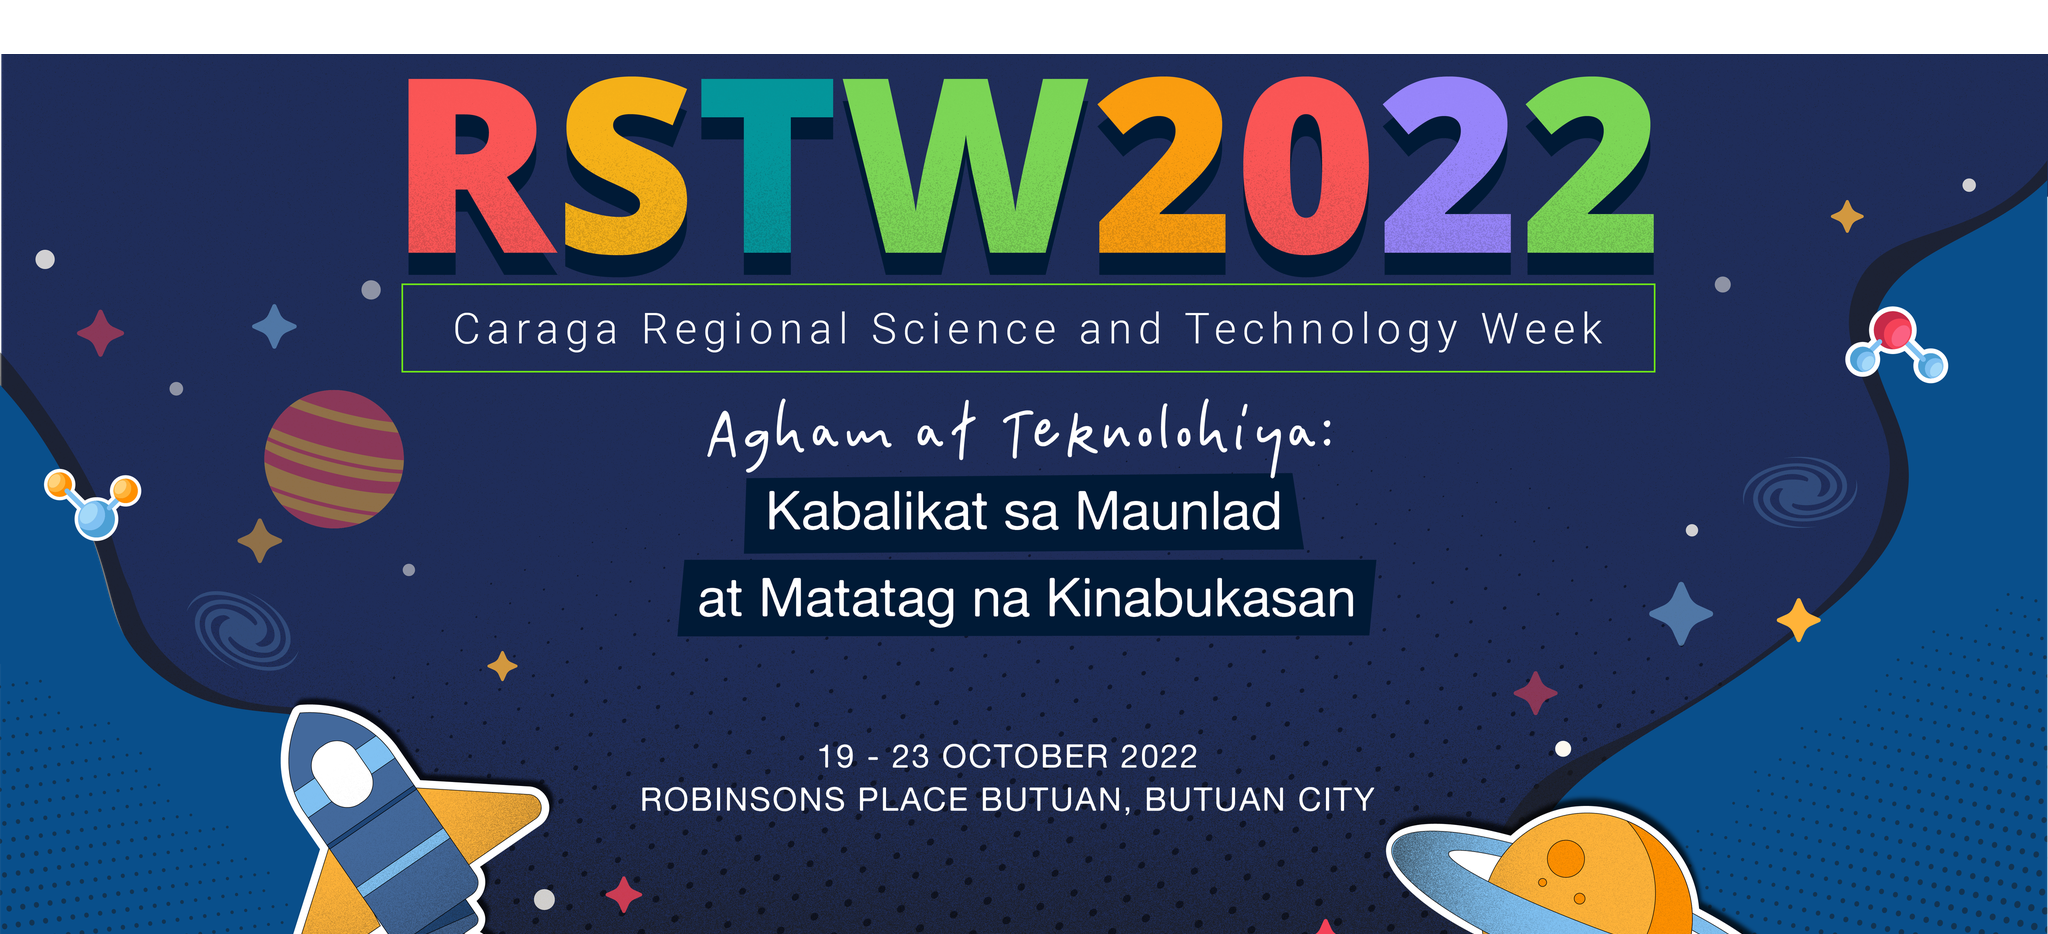 RSTW2022
Caraga Regional Science and Technology Week
Agham at Teknolohiya:
Kabalikat sa Maunlad
at Matatag na Kinabukasan
19 - 23 OCTOBER 2022
ROBINSONS PLACE BUTUAN, BUTUAN CITY